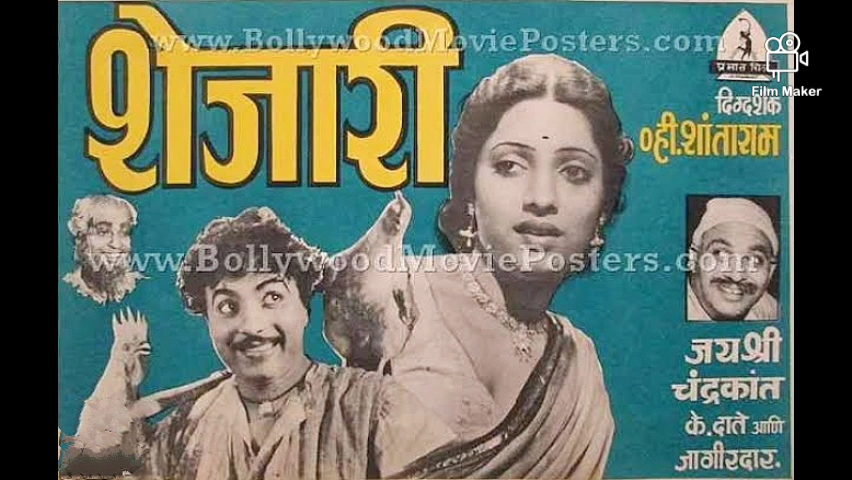 www.BollywoodMoviePosters.com
शेजारी
प्रभात
Film Maker
दिग्दर्शक
व्ही. शांताराम
www.BollywoodMoviePosters.com
जयश्री
चंद्रकांत
के. दाते आणि
जागीरदार.